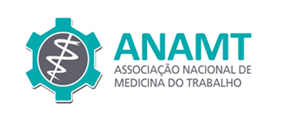 ANAMT
ASSOCIAÇÃO NACIONAL DE
MEDICINA DO TRABALHO